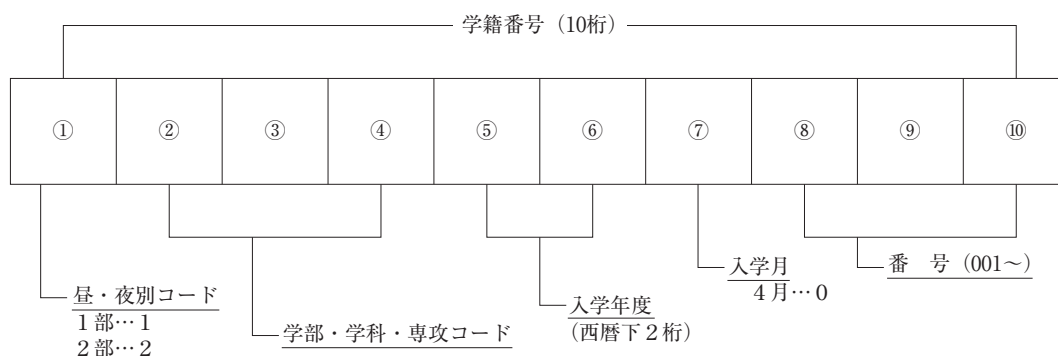 学籍番号(10桁)
① ② ③ ④ ⑤ ⑥ ⑦ ⑧ ⑨ ⑩
昼・夜別コード
1部…1
2部…2
学部・学科・専攻コード
入学年度
(西暦下2桁)
入学月
4月…0
番 号(001〜)